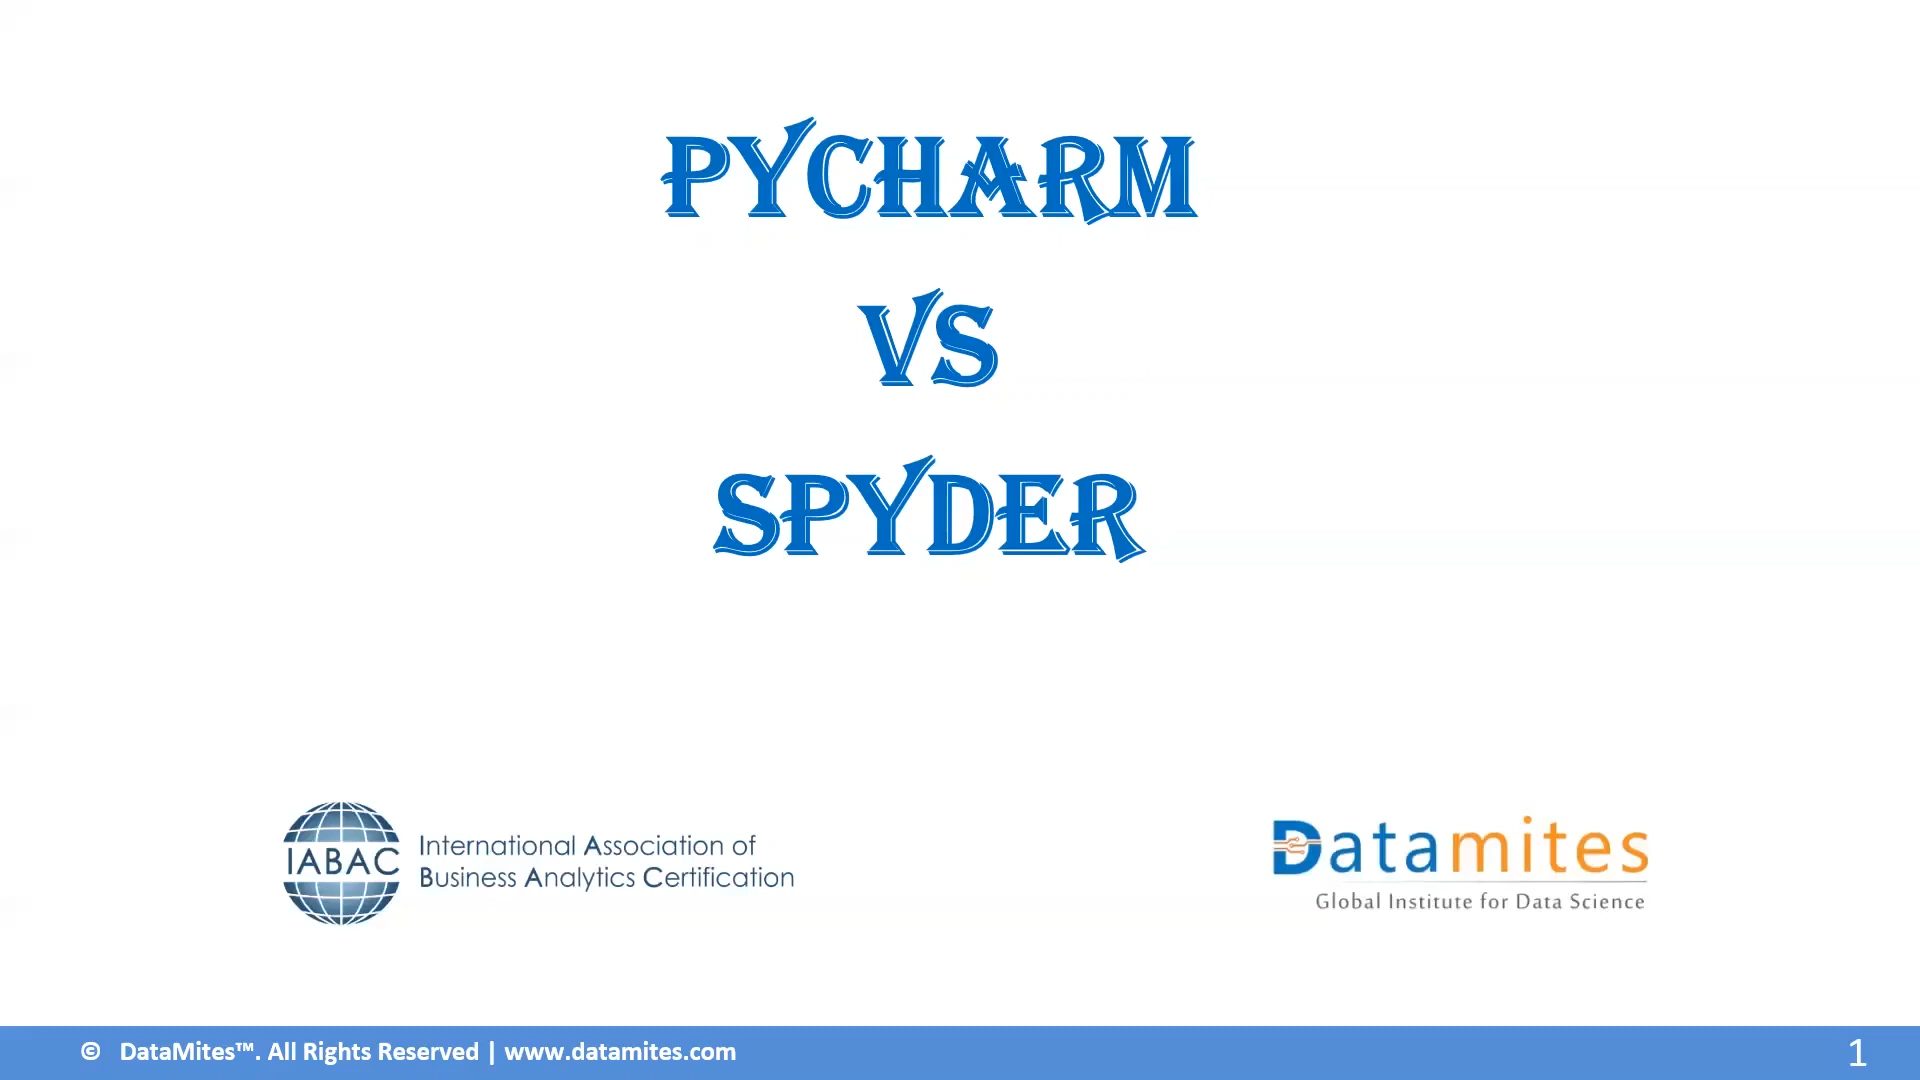 PYCHARM
VS
SPYDER
IABAC
International Association of
Business Analytics Certification
Datamites
Global Institute for Data Science
© DataMites™. All Rights Reserved | www.datamites.com
1